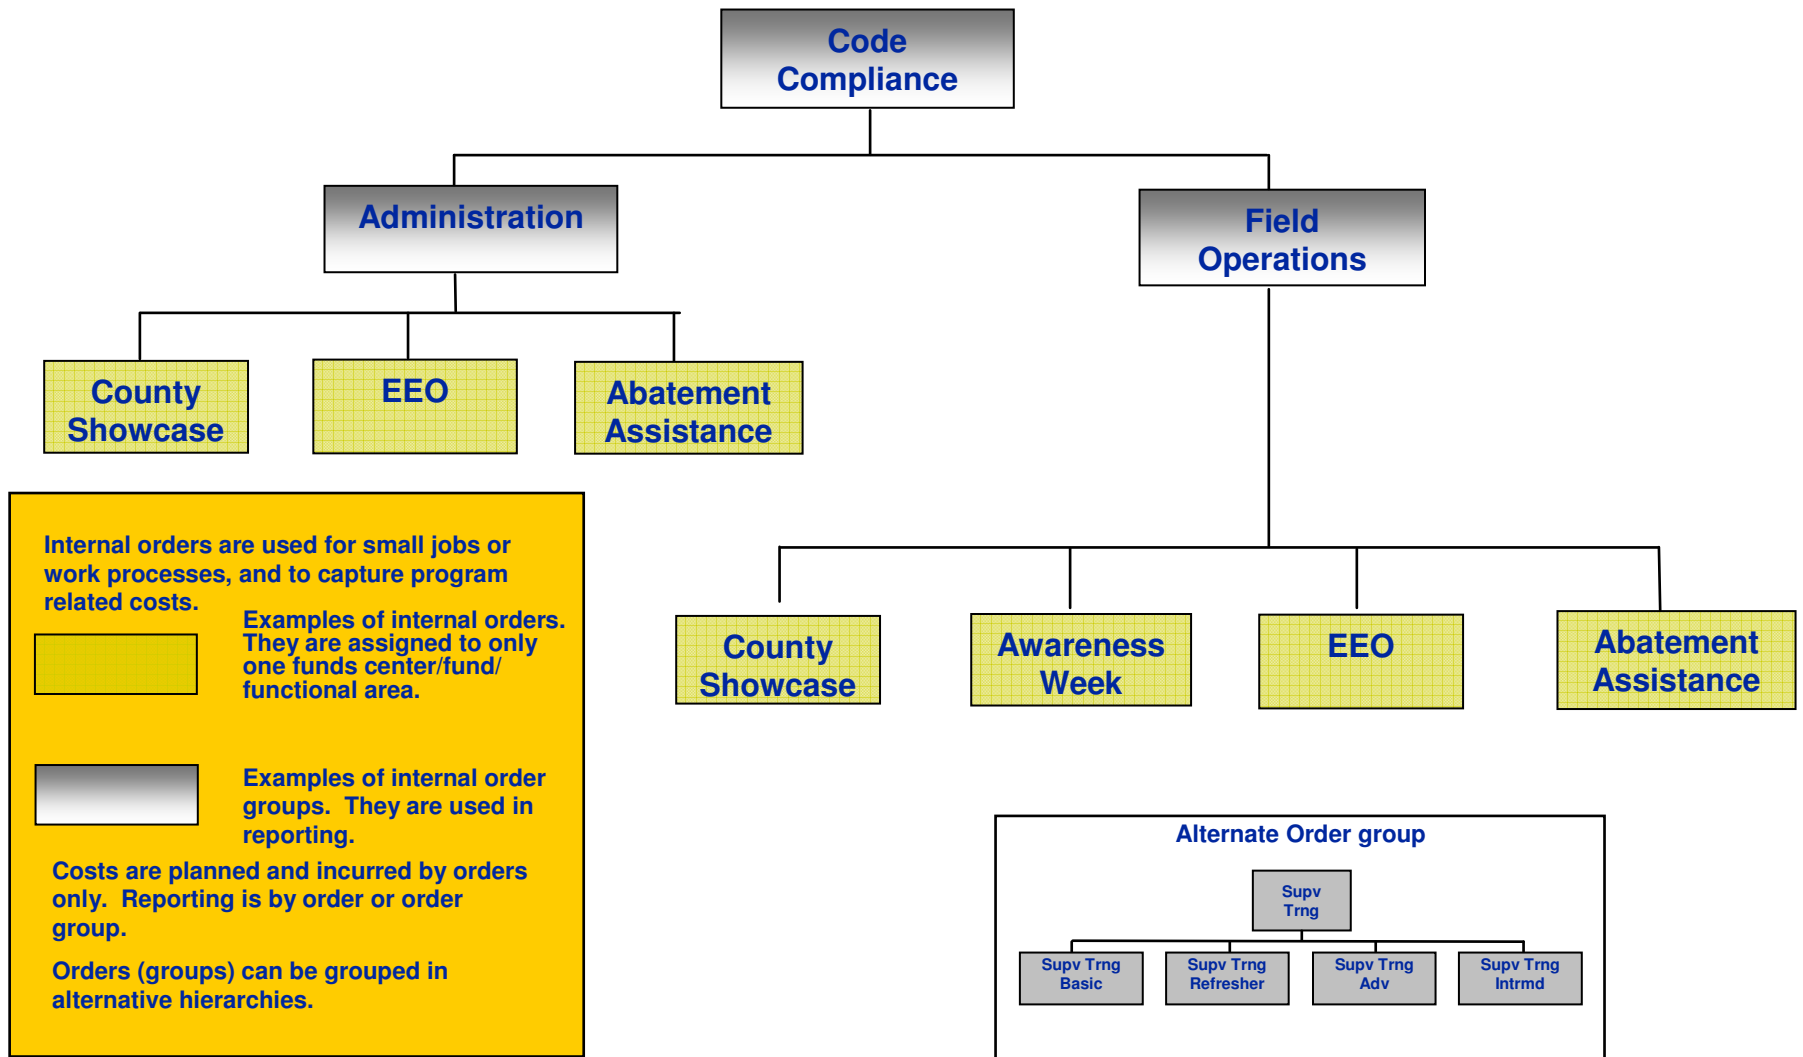 Code
Compliance
Administration
Field
Operations
County
Showcase
EEO
Abatement
Assistance
Internal orders are used for small jobs or
work processes, and to capture program
related costs.
Examples of internal orders.
They are assigned to only
one funds center/fund/
functional area.
Examples of internal order
groups. They are used in
reporting.
Costs are planned and incurred by orders
only. Reporting is by order or order
group.
Orders (groups) can be grouped in
alternative hierarchies.
County
Showcase
Awareness
Week
EEO
Abatement
Assistance
Alternate Order group
Supv
Trng
Supv Trng
Basic
Supv Trng
Refresher
Supv Trng
Adv
Supv Trng
Intrmd